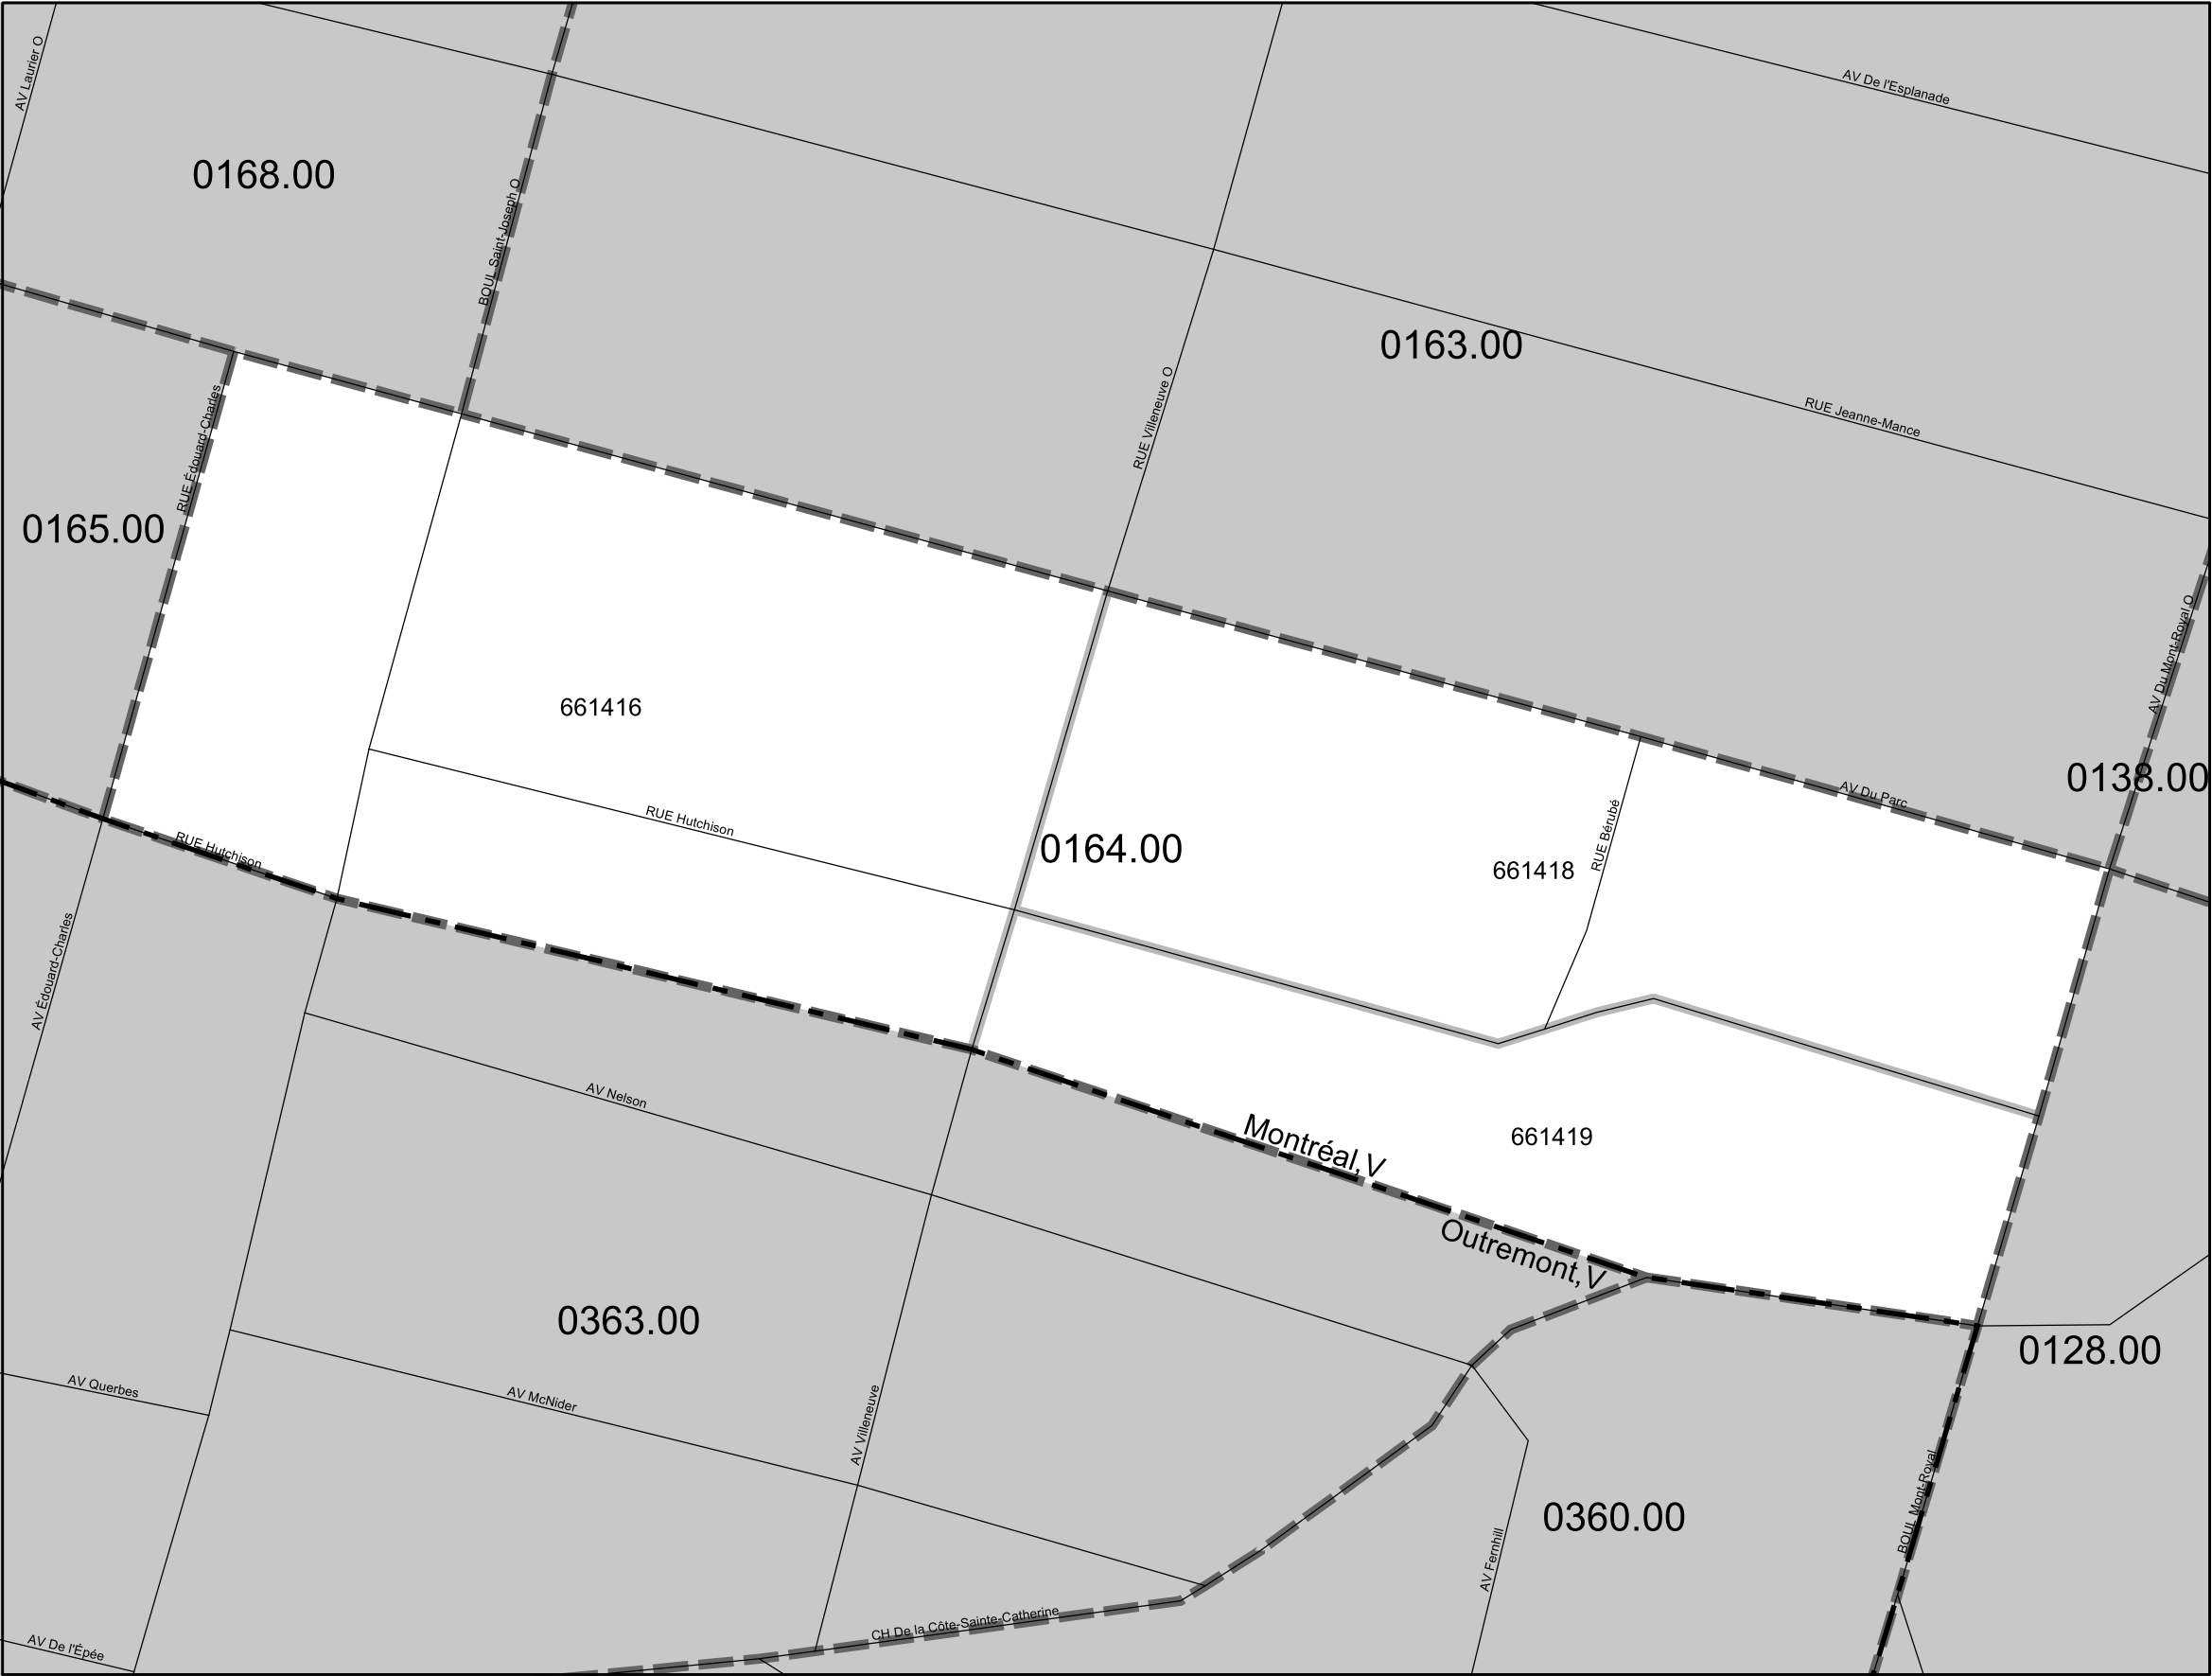 AV Laurier O
AV De l'Esplanade
0168.00
BOUL Saint-Joseph O
0163.00
RUE Villeneuve O
RUE Jeanne-Mance
RUE Édouard-Charles
0165.00
AV Du Mont-Royal O
661416
0138.00
AV Du Parc
RUE Hutchison
RUE Hutchison
0164.00
661418
RUE Bérubé
AV Édouard-Charles
AV Nelson
Montréal,V
661419
Outremont,V
0363.00
0128.00
AV Querbes
AV McNider
AV Villeneuve
0360.00
BOUL Mont-Royal
AV Fernhill
CH De la Côte-Sainte-Catherine
AV De l'Épée